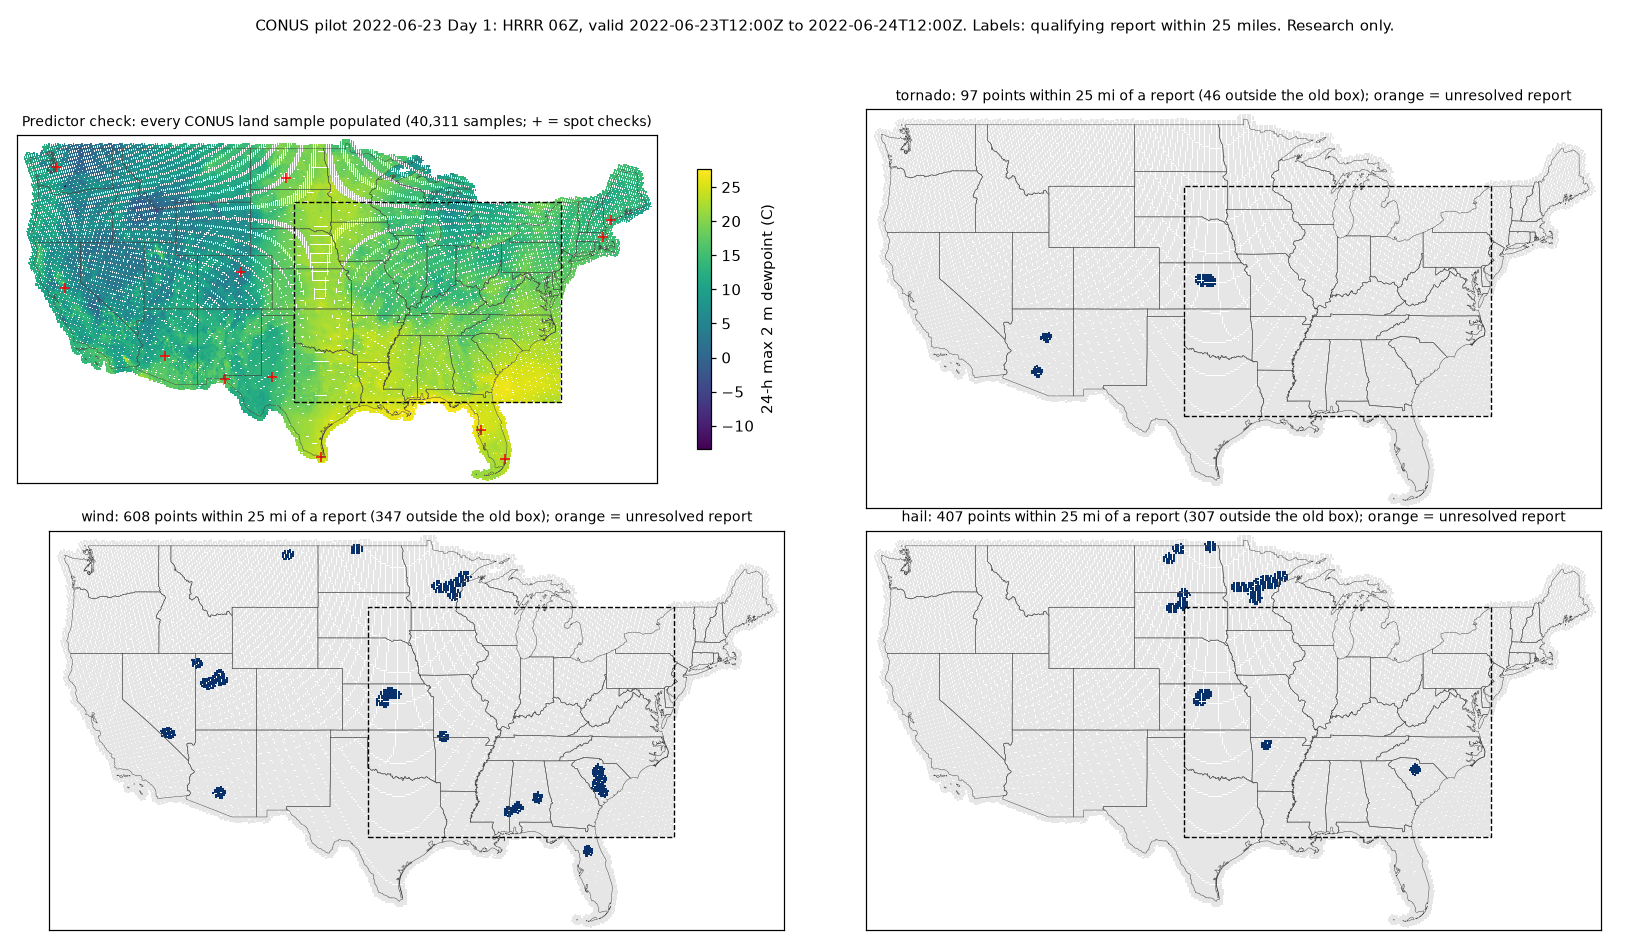 CONUS pilot 2022-06-23 Day 1: HRRR 06Z, valid 2022-06-23T12:00Z to 2022-06-24T12:00Z. Labels: qualifying report within 25 miles. Research only.
Predictor check: every CONUS land sample populated (40,311 samples; + = spot checks)
25
20
15
10
5
0
−5
−10
24-h max 2 m dewpoint (C)
tornado: 97 points within 25 mi of a report (46 outside the old box); orange = unresolved report
wind: 608 points within 25 mi of a report (347 outside the old box); orange = unresolved report
hail: 407 points within 25 mi of a report (307 outside the old box); orange = unresolved report